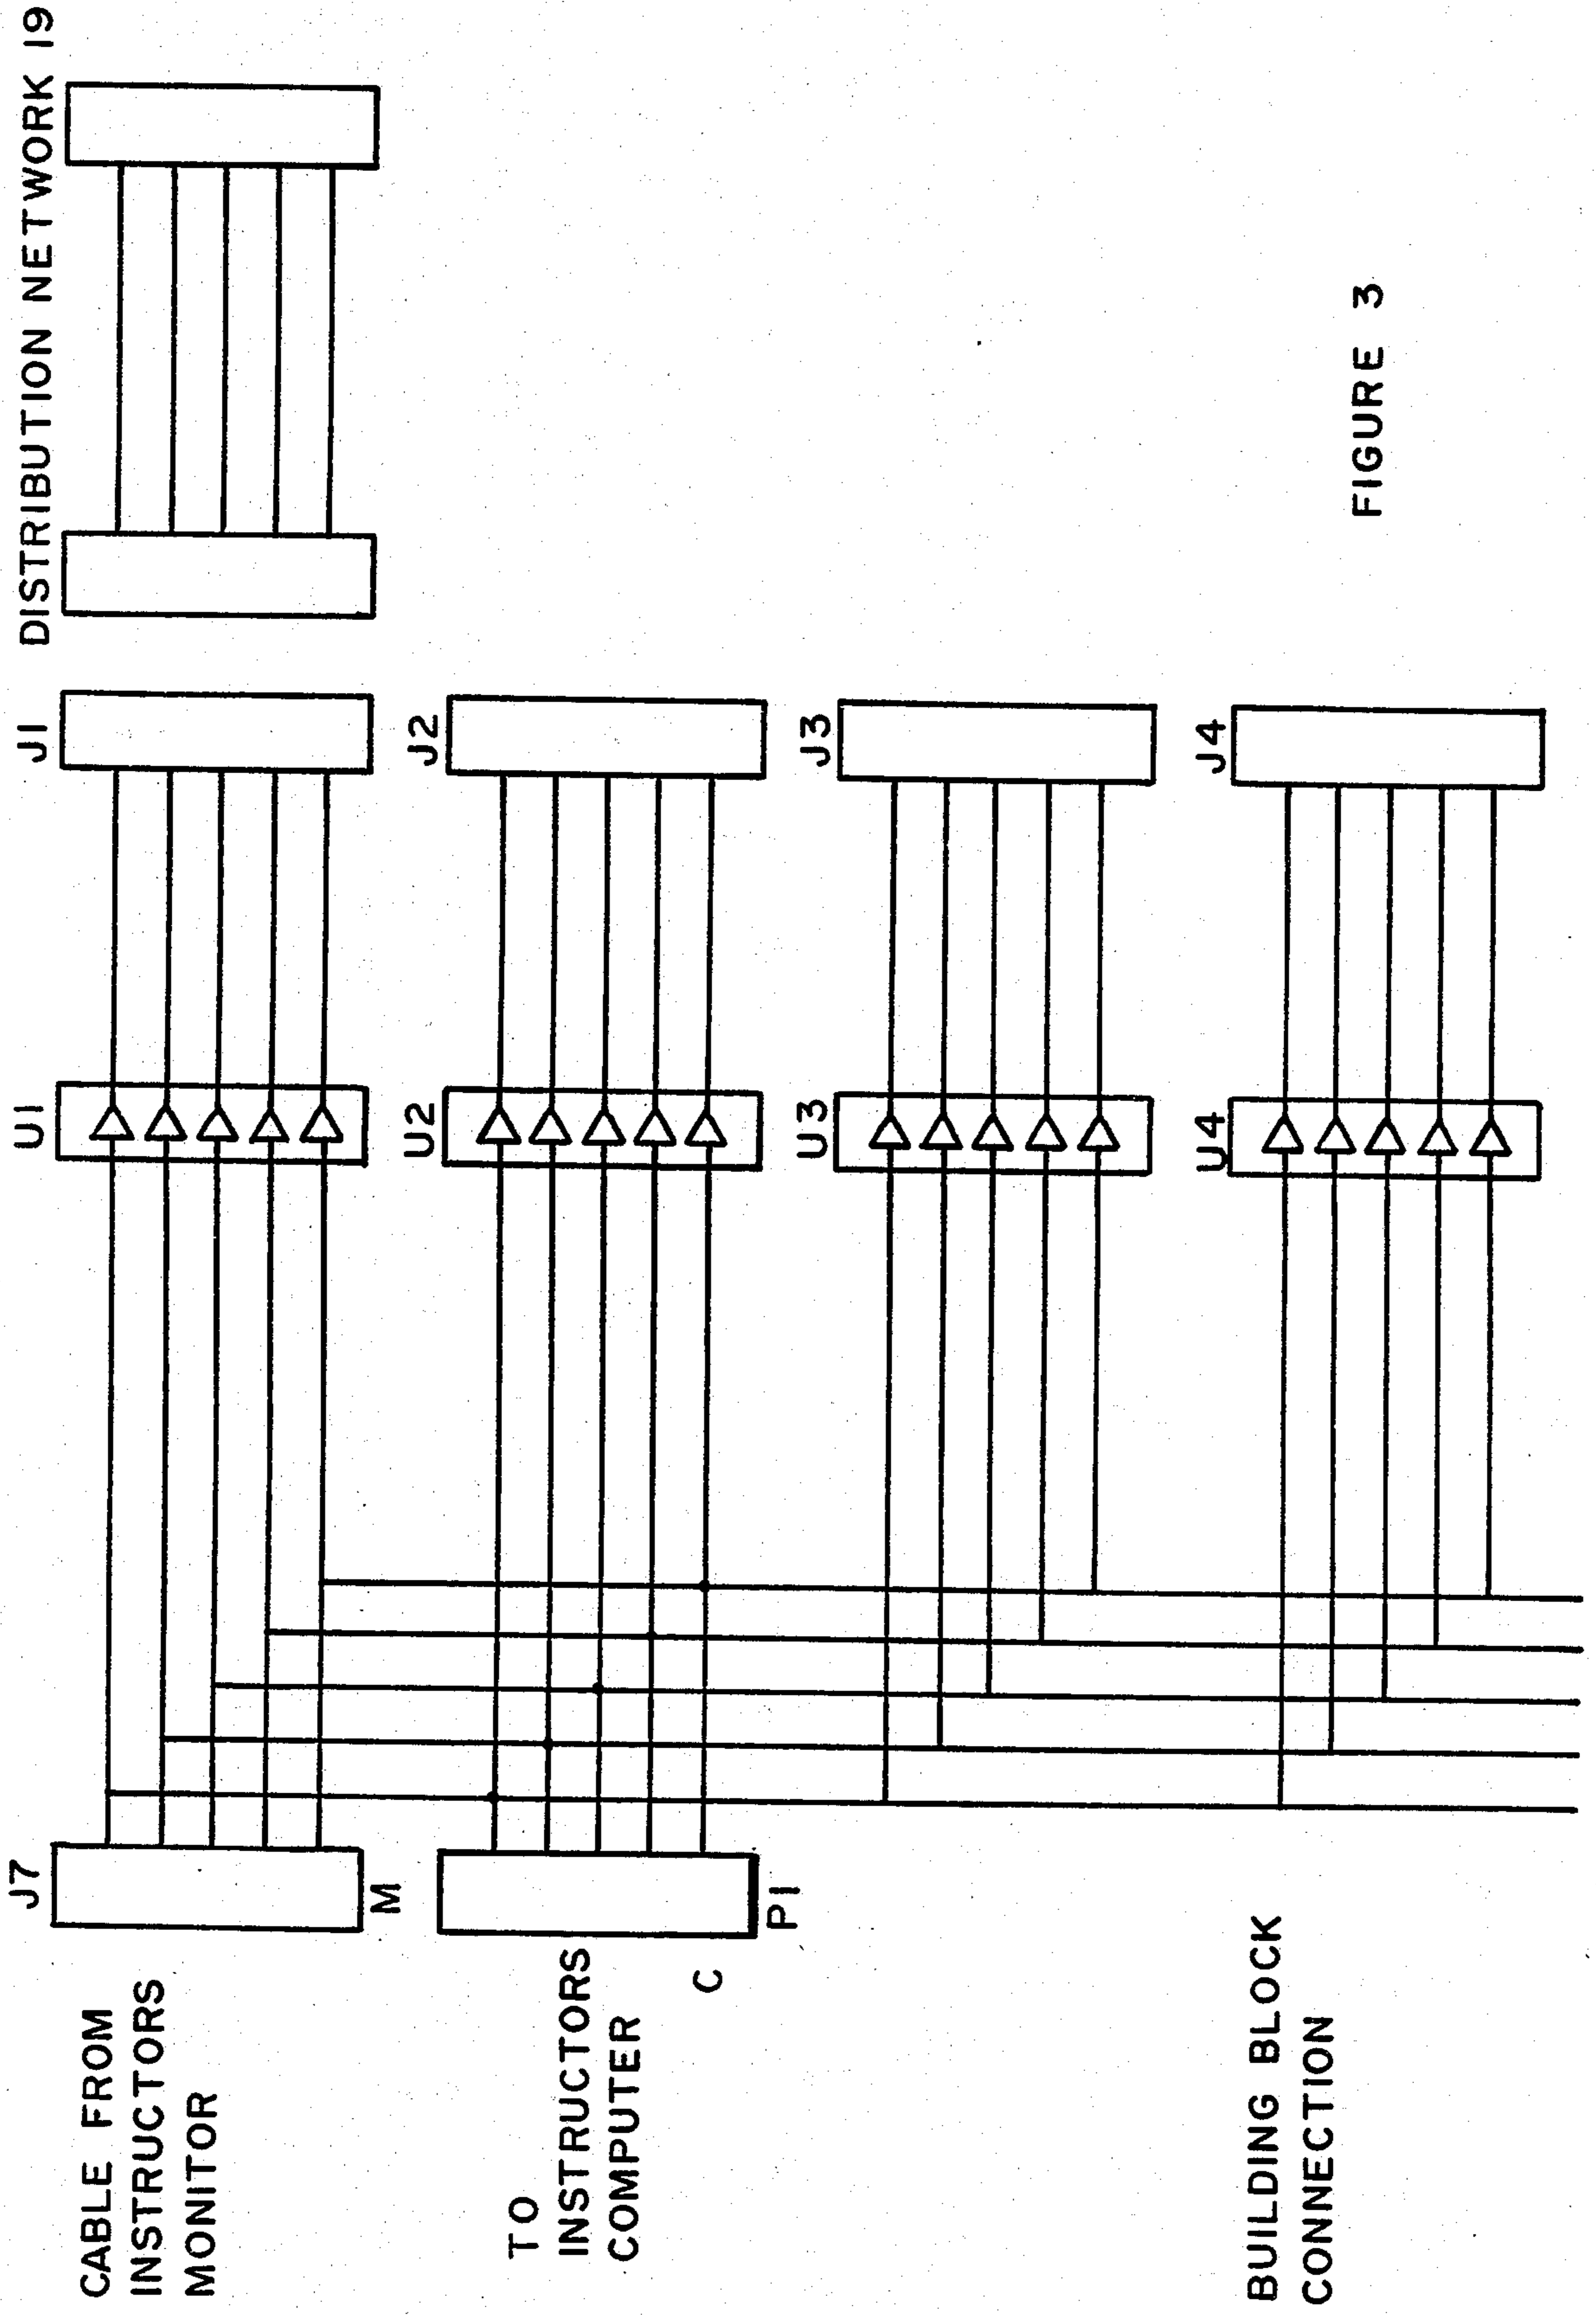 J7
CABLE FROM
INSTRUCTORS
MONITOR
M
U1
J1
DISTRIBUTION NETWORK 19
TO
INSTRUCTORS
COMPUTER
C
P1
U2
J2
U3
J3
BUILDING BLOCK
CONNECTION
U4
J4
FIGURE 3